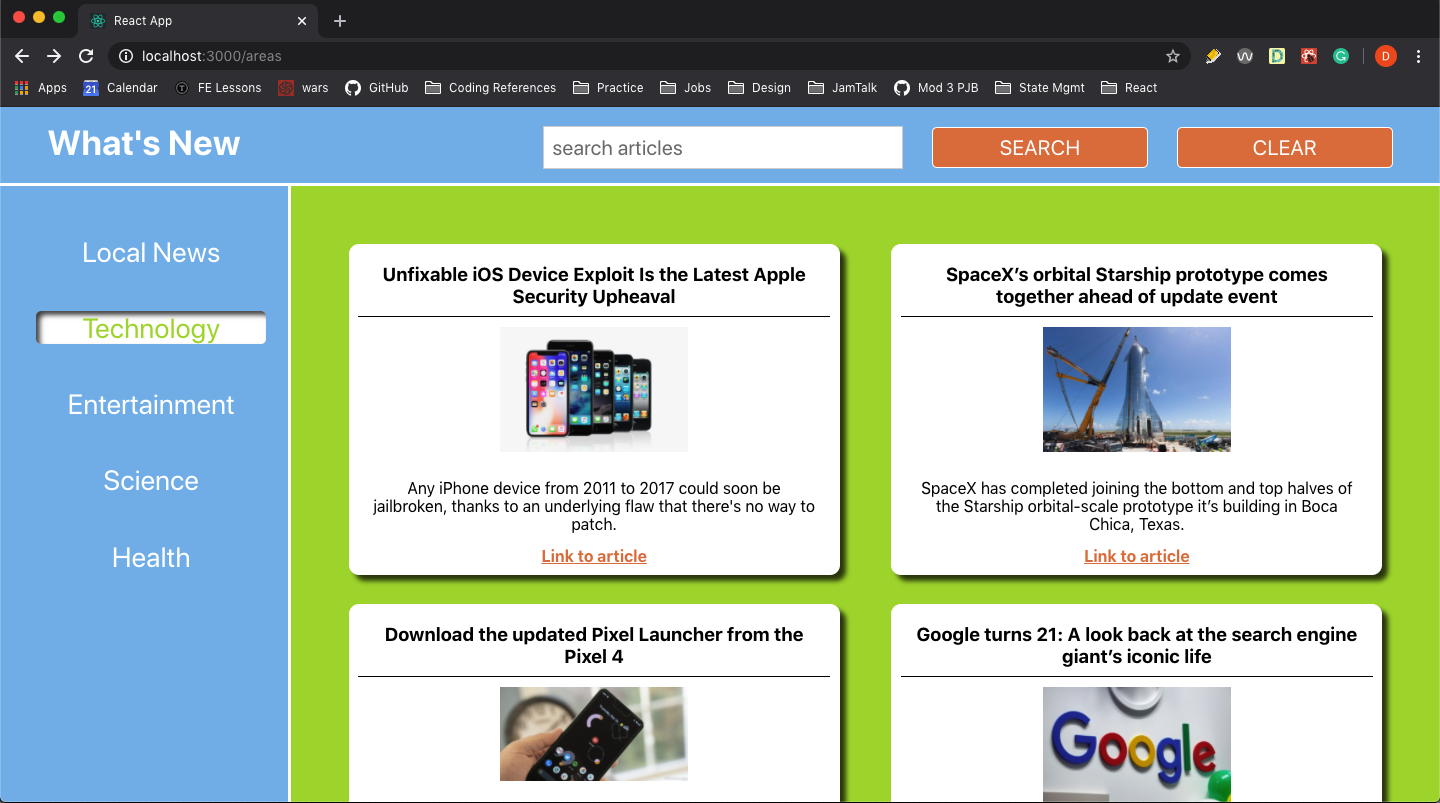 React App
localhost:3000/areas
D
Apps
21
Calendar
FE Lessons
wars
GitHub
Coding References
Practice
Jobs
Design
JamTalk
Mod 3 PJB
State Mgmt
React
What's New
search articles
SEARCH
CLEAR
Local News
Technology
Entertainment
Science
Health
Unfixable iOS Device Exploit Is the Latest Apple
Security Upheaval
Any iPhone device from 2011 to 2017 could soon be
jailbroken, thanks to an underlying flaw that there's no way to
patch.
Link to article
SpaceX’s orbital Starship prototype comes
together ahead of update event
SpaceX has completed joining the bottom and top halves of
the Starship orbital-scale prototype it’s building in Boca
Chica, Texas.
Link to article
Download the updated Pixel Launcher from the
Pixel 4
Google turns 21: A look back at the search engine
giant’s iconic life
Google